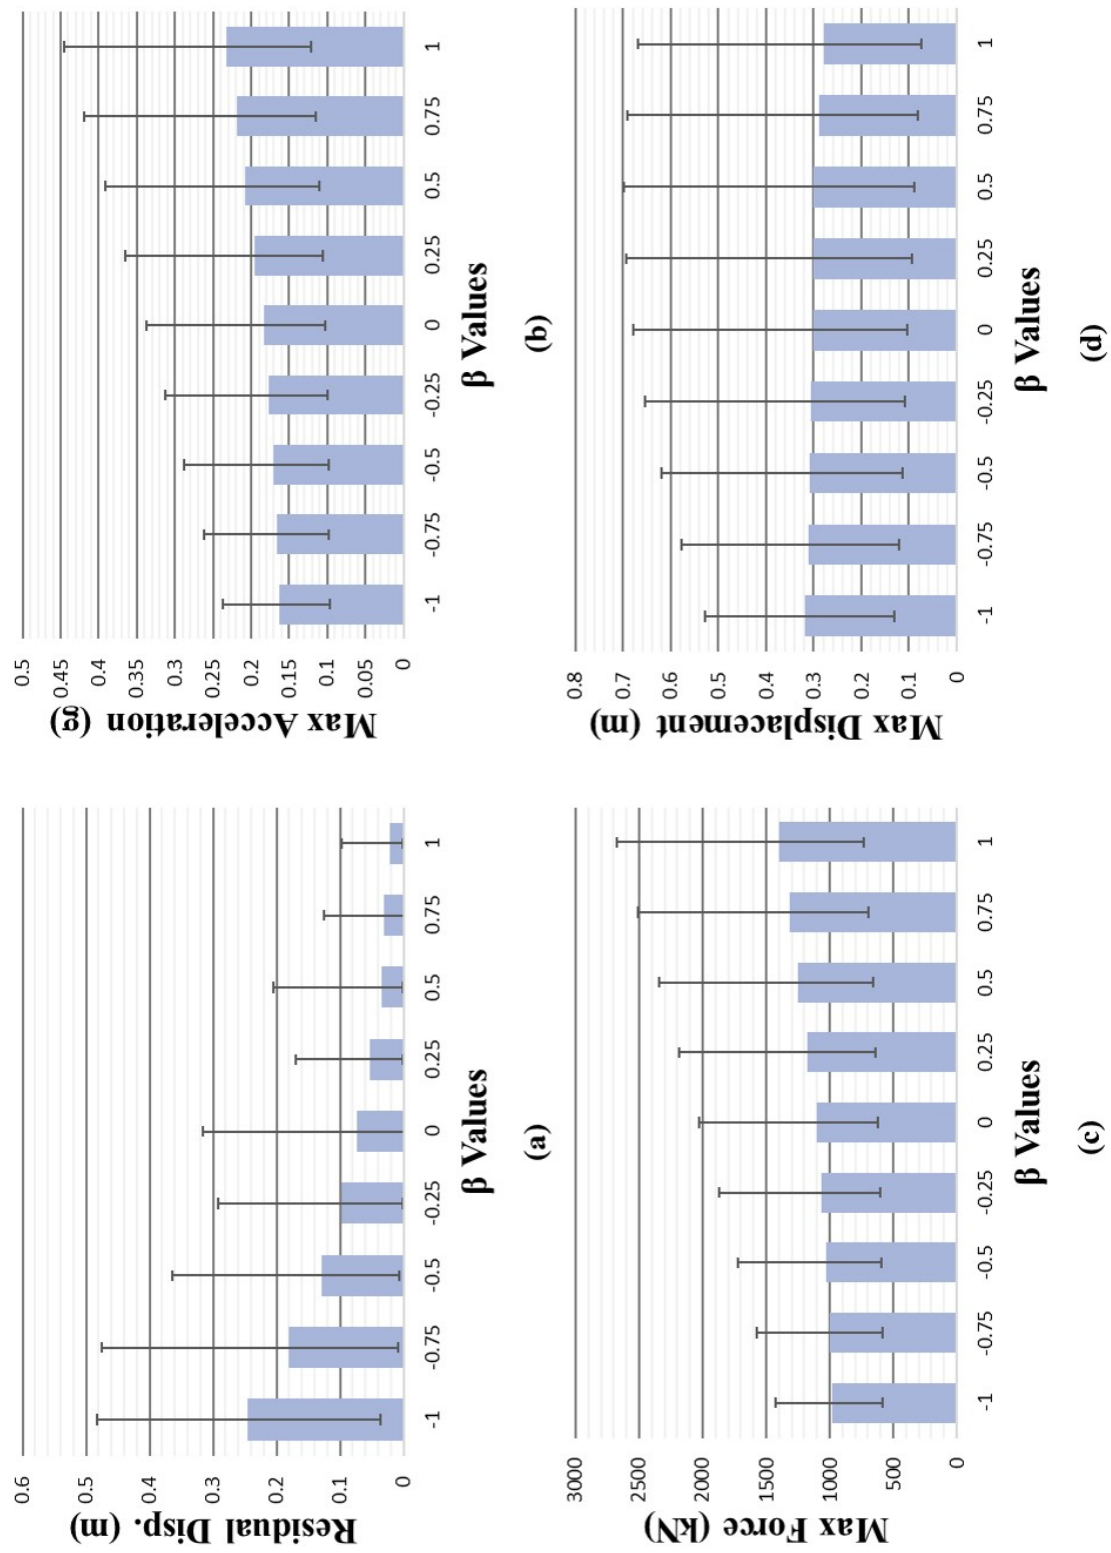 Residual Disp. (m)
0.6
0.5
0.4
0.3
0.2
0.1
0
-1 -0.75 -0.5 -0.25 0 0.25 0.5 0.75 1
β Values
(a)
Max Acceleration (g)
0.5
0.45
0.4
0.35
0.3
0.25
0.2
0.15
0.1
0.05
0
-1 -0.75 -0.5 -0.25 0 0.25 0.5 0.75 1
β Values
(b)
Max Force (kN)
3000
2500
2000
1500
1000
500
0
-1 -0.75 -0.5 -0.25 0 0.25 0.5 0.75 1
β Values
(c)
Max Displacement (m)
0.8
0.7
0.6
0.5
0.4
0.3
0.2
0.1
0
-1 -0.75 -0.5 -0.25 0 0.25 0.5 0.75 1
β Values
(d)